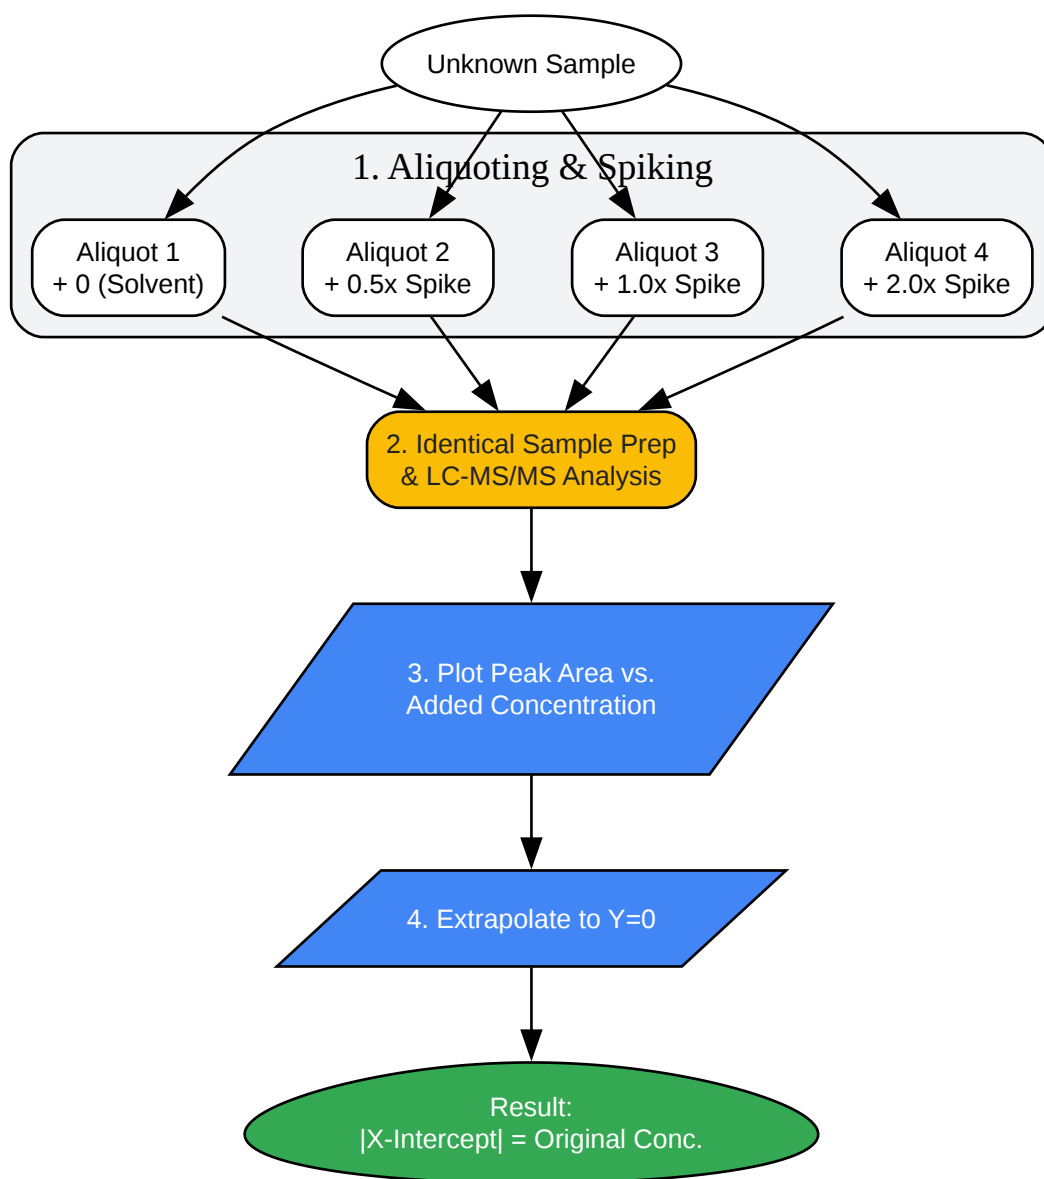 Unknown Sample
1. Aliquoting & Spiking
Aliquot 1
+ 0 (Solvent)
Aliquot 2
+ 0.5x Spike
Aliquot 3
+ 1.0x Spike
Aliquot 4
+ 2.0x Spike
2. Identical Sample Prep
& LC-MS/MS Analysis
3. Plot Peak Area vs.
Added Concentration
4. Extrapolate to Y=0
Result:
|X-Intercept| = Original Conc.